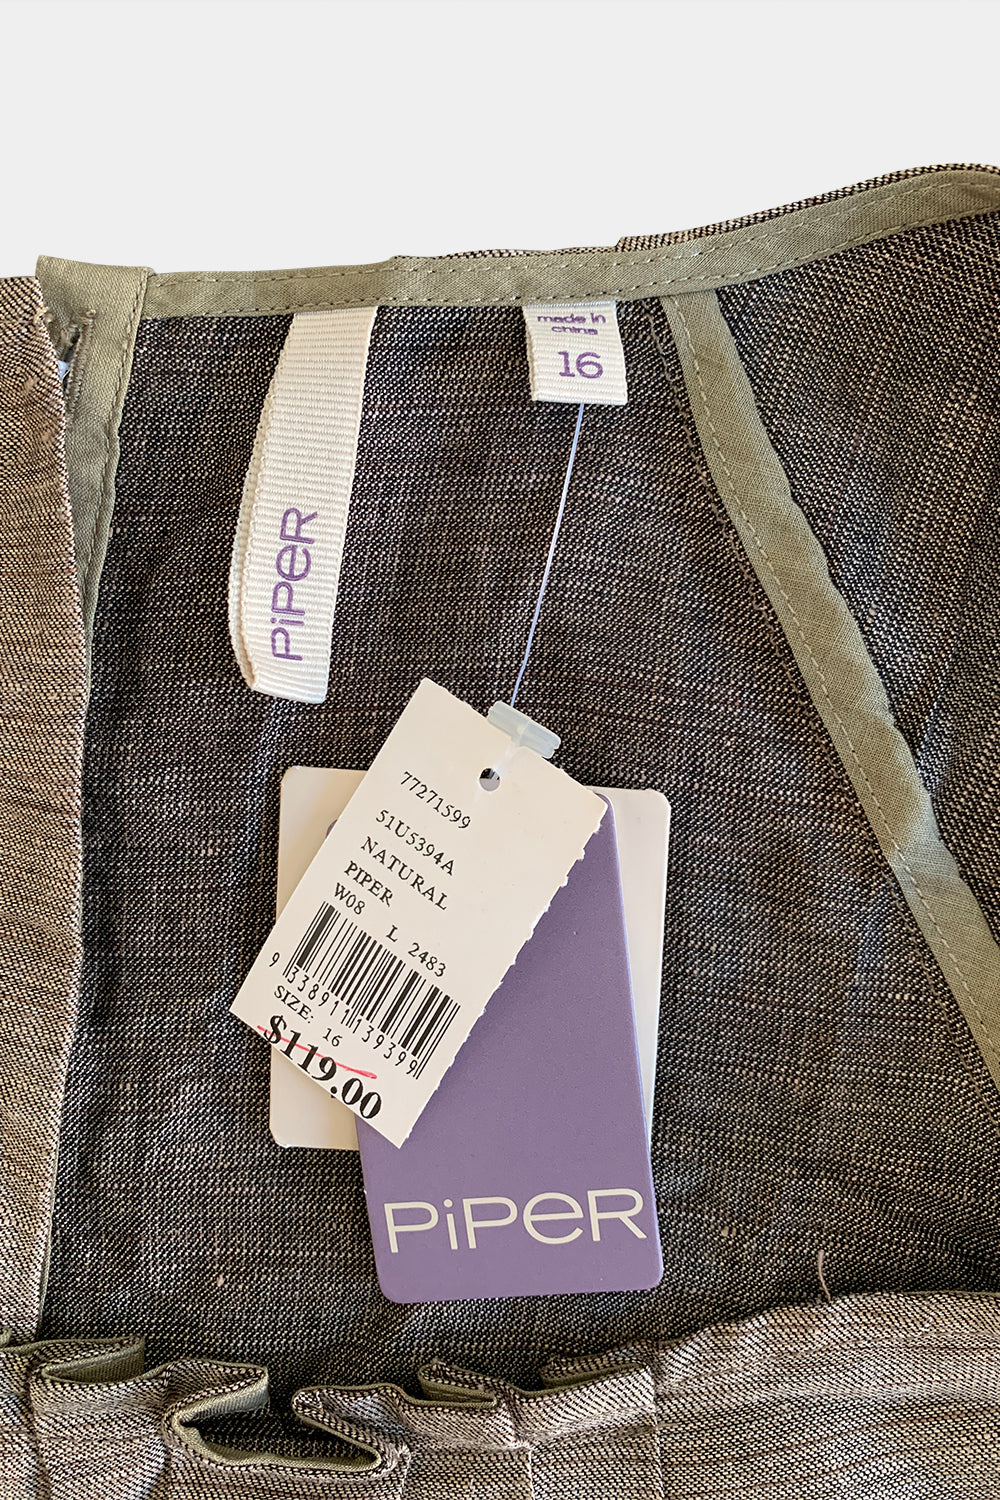 made in
china
16
PiPER
77271599
51U5394A
NATURAL
PIPER
W08 L 2483
9 338911 139399
SIZE: 16
$119.00
PiPER